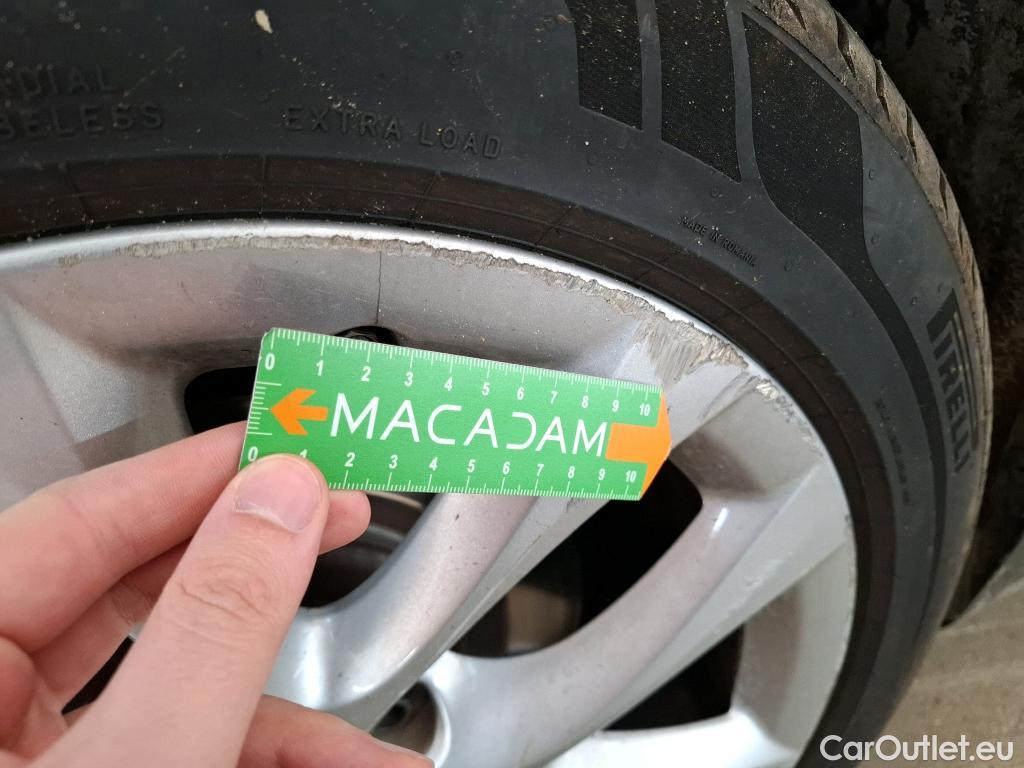 DIAL
BELESS
EXTRA LOAD
MADE IN ROMANIA
PIRELLI
0 1 2 3 4 5 6 7 8 9 10
MACADAM
0 1 2 3 4 5 6 7 8 9 10
CarOutlet.eu